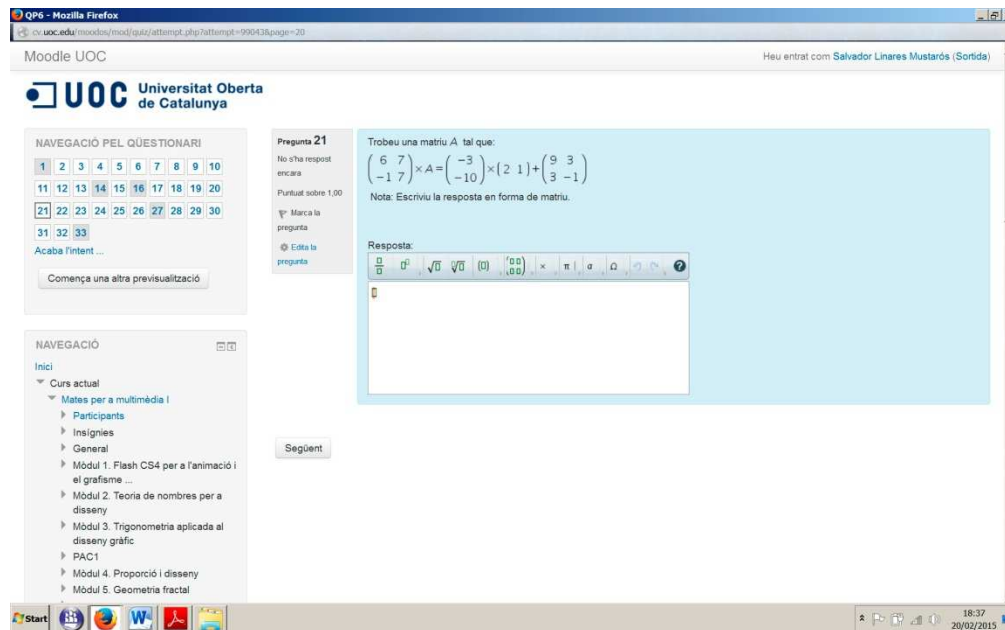 QP6 - Mozilla Firefox
cv.uoc.edu/moodos/mod/quiz/attempt.php?attempt=99043&page=20
Moodle UOC
Heu entrat com Salvador Linares Mustarós (Sortida)
UOC Universitat Oberta
de Catalunya
NAVEGACIÓ PEL QÜESTIONARI
1 2 3 4 5 6 7 8 9 10
11 12 13 14 15 16 17 18 19 20
21 22 23 24 25 26 27 28 29 30
31 32 33
Acaba l'intent ...
Comença una altra previsualització
Pregunta 21
No s'ha respost
encara
Puntuat sobre 1,00
Marca la
pregunta
Edita la
pregunta
Trobeu una matriu A tal que:
( 6 7 ) × A = ( -3 ) × (2 1) + ( 9 3 )
( -1 7 ) ( -10 ) ( 3 -1 )
Nota: Escriviu la resposta en forma de matriu.
Resposta:
NAVEGACIÓ
Inici
Curs actual
Mates per a multimèdia I
Participants
Insígnies
General
Mòdul 1. Flash CS4 per a l'animació i
el grafisme ...
Mòdul 2. Teoria de nombres per a
disseny
Mòdul 3. Trigonometria aplicada al
disseny gràfic
PAC1
Mòdul 4. Proporció i disseny
Mòdul 5. Geometria fractal
Següent
Start
18:37
20/02/2015